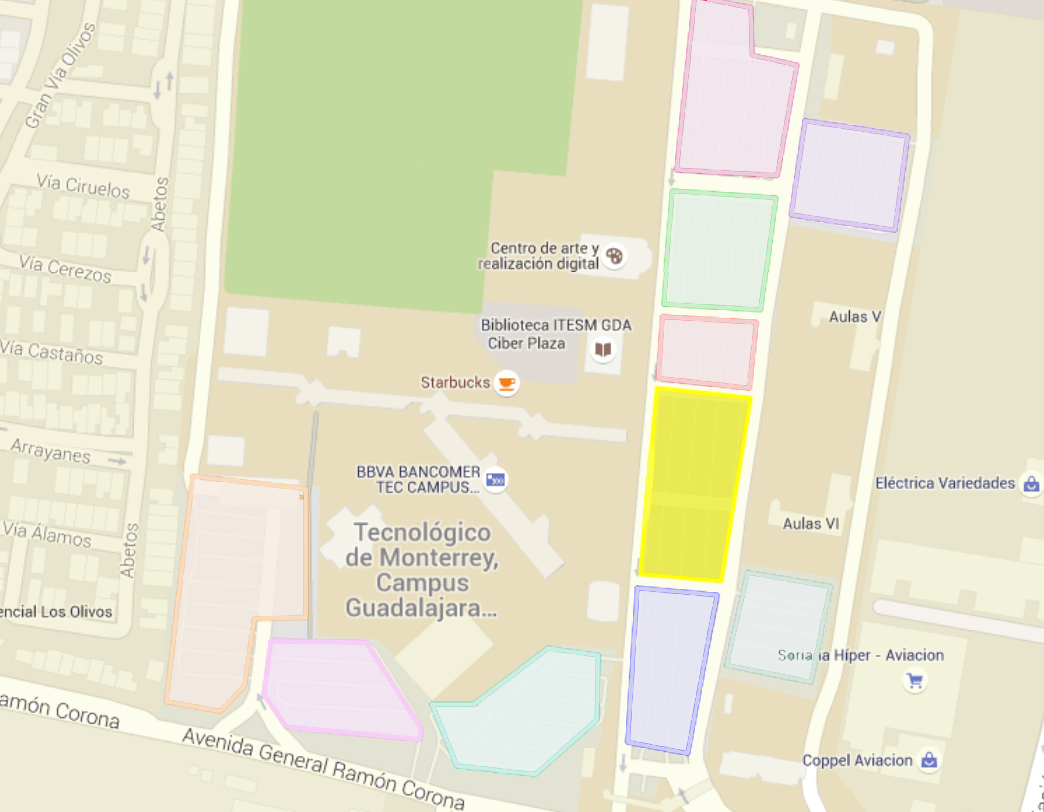 Gran Vía Olivos
Vía Ciruelos
Abetos
Vía Cerezos
Centro de arte y
realización digital
Aulas V
Biblioteca ITESM GDA
Ciber Plaza
Vía Castaños
Starbucks
Arrayanes
BBVA BANCOMER
TEC CAMPUS...
Eléctrica Variedades
Aulas VI
Vía Álamos
Abetos
Tecnológico
de Monterrey,
Campus
Guadalajara...
encial Los Olivos
Híper - Aviacion
amón Corona
Avenida General Ramón Corona
Coppel Aviacion